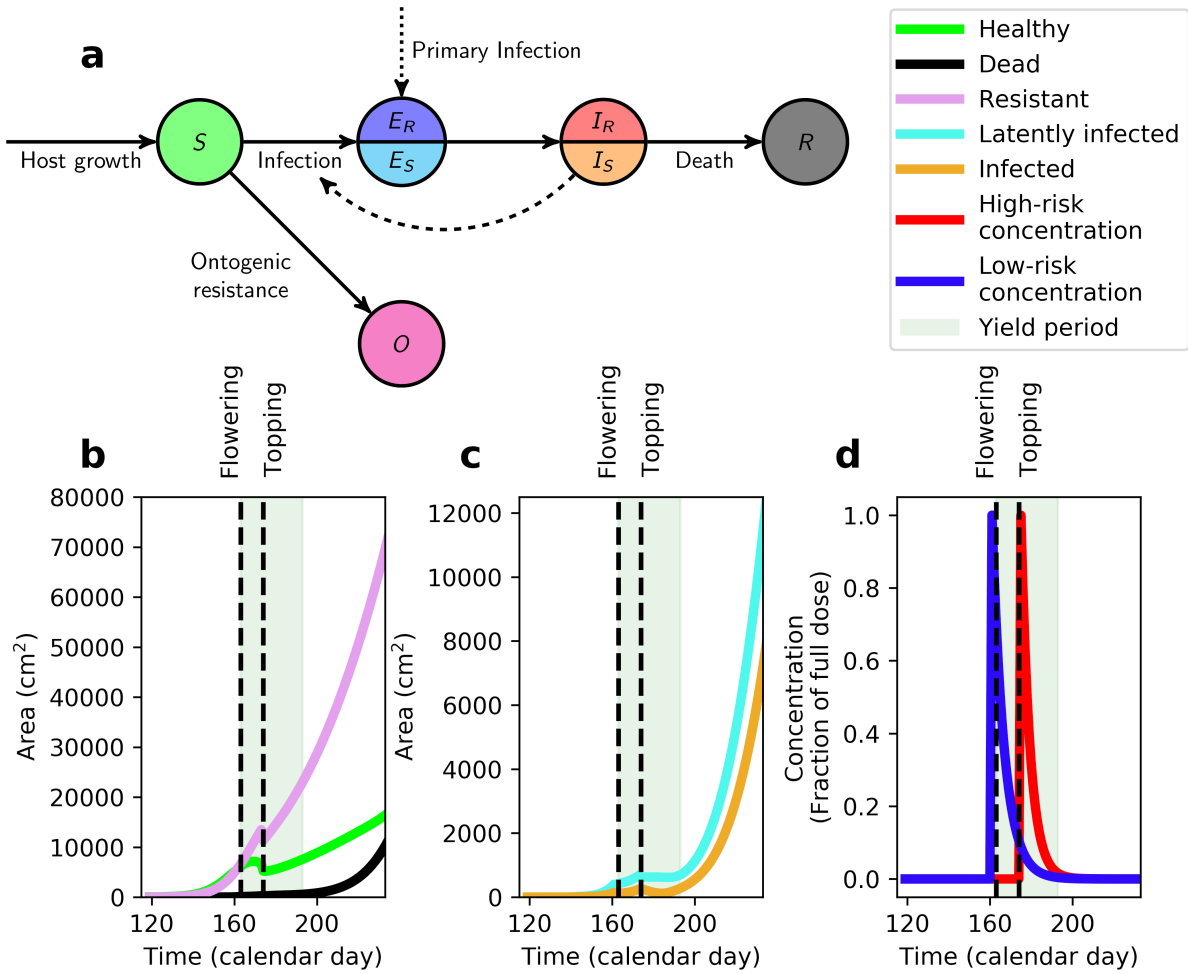 a
Primary Infection
Host growth
S
Infection
E_R
E_S
I_R
I_S
Death
R
Ontogenic
resistance
O
Healthy
Dead
Resistant
Latently infected
Infected
High-risk
concentration
Low-risk
concentration
Yield period
b
Flowering
Topping
80000
70000
60000
50000
40000
30000
20000
10000
0
Area (cm²)
120
160
200
Time (calendar day)
c
Flowering
Topping
12000
10000
8000
6000
4000
2000
0
Area (cm²)
120
160
200
Time (calendar day)
d
Flowering
Topping
1.0
0.8
0.6
0.4
0.2
0.0
Concentration
(Fraction of full dose)
120
160
200
Time (calendar day)